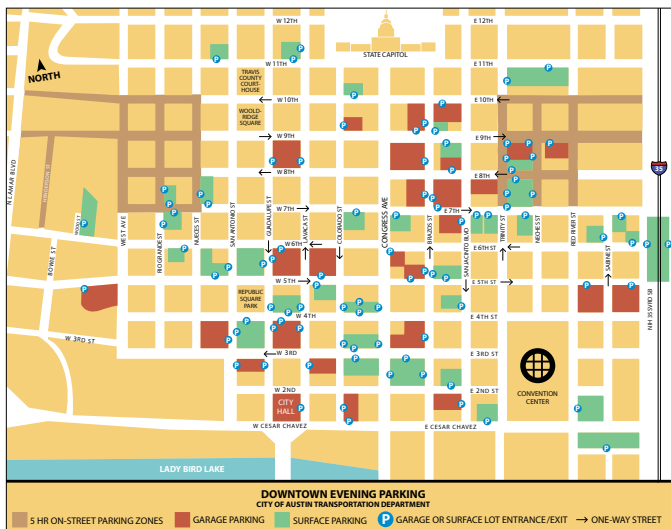 W 12TH
E 12TH
STATE CAPITOL
W 11TH
E 11TH
NORTH
TRAVIS
COUNTY
COURT-
HOUSE
W 10TH
E 10TH
WOOLD-
RIDGE
SQUARE
W 9TH
E 9TH
W 8TH
E 8TH
35
N LAMAR BLVD
HENDERSON ST
WOOD ST
BOWIE ST
WEST AVE
RIO GRANDE ST
NUECES ST
SAN ANTONIO ST
GUADALUPE ST
LAVACA ST
COLORADO ST
CONGRESS AVE
BRAZOS ST
SAN JACINTO BLVD
TRINITY ST
NECHES ST
RED RIVER ST
SABINE ST
NIH 35 SVRD SB
W 7TH
E 7TH
W 6TH
E 6TH ST
W 5TH
E 5TH ST
REPUBLIC
SQUARE
PARK
W 4TH
E 4TH ST
W 3RD ST
W 3RD
E 3RD ST
W 2ND
E 2ND ST
CITY
HALL
CONVENTION
CENTER
W CESAR CHAVEZ
E CESAR CHAVEZ
LADY BIRD LAKE
DOWNTOWN EVENING PARKING
CITY OF AUSTIN TRANSPORTATION DEPARTMENT
5 HR ON-STREET PARKING ZONES
GARAGE PARKING
SURFACE PARKING
P GARAGE OR SURFACE LOT ENTRANCE/EXIT
ONE-WAY STREET